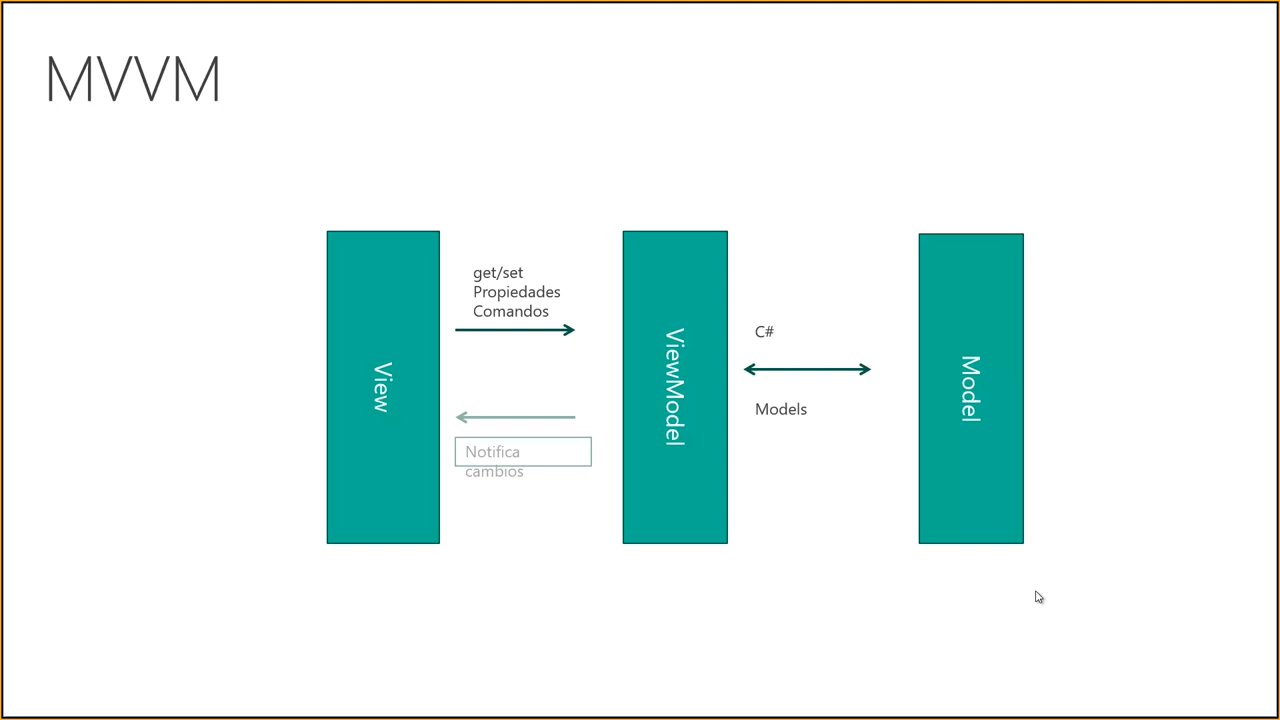 MVVM
View
get/set
Propiedades
Comandos
Notifica
cambios
ViewModel
C#
Models
Model